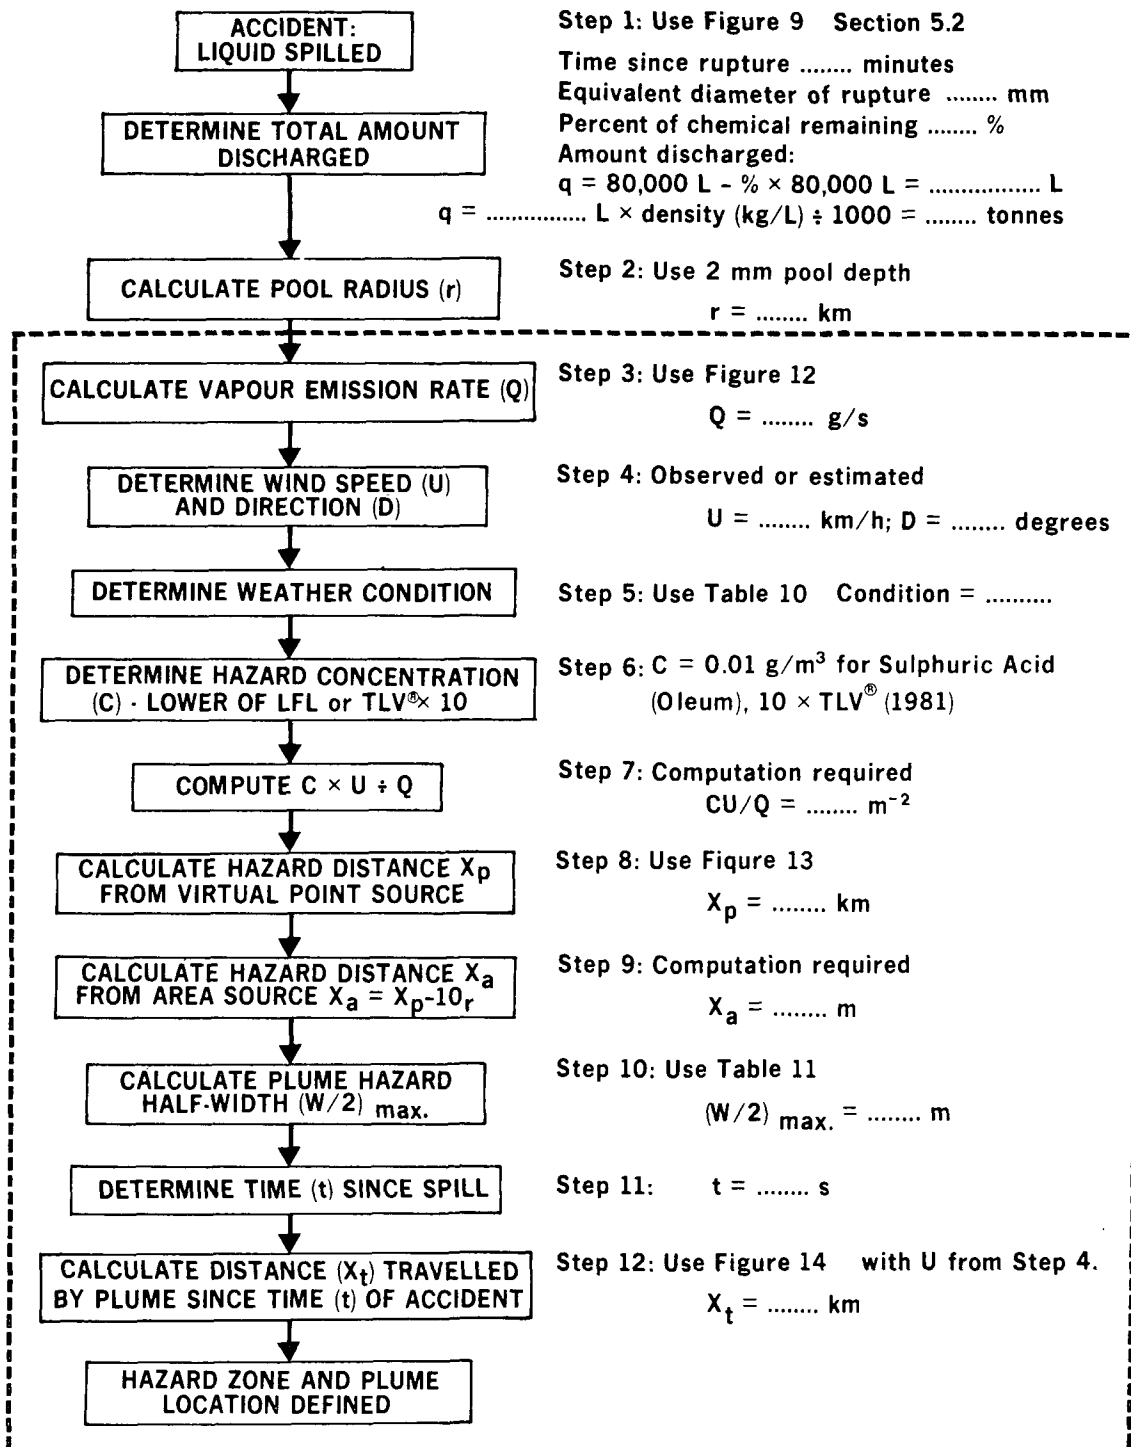 ACCIDENT:
LIQUID SPILLED
Step 1: Use Figure 9 Section 5.2
Time since rupture ........ minutes
Equivalent diameter of rupture ........ mm
Percent of chemical remaining ........ %
Amount discharged:
q = 80,000 L - % × 80,000 L = ................. L
q = ............... L × density (kg/L) ÷ 1000 = ........ tonnes
DETERMINE TOTAL AMOUNT
DISCHARGED
CALCULATE POOL RADIUS (r)
Step 2: Use 2 mm pool depth
r = ........ km
CALCULATE VAPOUR EMISSION RATE (Q)
Step 3: Use Figure 12
Q = ........ g/s
DETERMINE WIND SPEED (U)
AND DIRECTION (D)
Step 4: Observed or estimated
U = ........ km/h; D = ........ degrees
DETERMINE WEATHER CONDITION
Step 5: Use Table 10 Condition = ..........
DETERMINE HAZARD CONCENTRATION
(C) - LOWER OF LFL or TLV®× 10
Step 6: C = 0.01 g/m³ for Sulphuric Acid
(Oleum), 10 × TLV® (1981)
COMPUTE C × U ÷ Q
Step 7: Computation required
CU/Q = ........ m⁻²
CALCULATE HAZARD DISTANCE Xp
FROM VIRTUAL POINT SOURCE
Step 8: Use Fiqure 13
Xp = ........ km
CALCULATE HAZARD DISTANCE Xa
FROM AREA SOURCE Xa = Xp-10r
Step 9: Computation required
Xa = ........ m
CALCULATE PLUME HAZARD
HALF-WIDTH (W/2) max.
Step 10: Use Table 11
(W/2) max. = ........ m
DETERMINE TIME (t) SINCE SPILL
Step 11: t = ........ s
CALCULATE DISTANCE (Xt) TRAVELLED
BY PLUME SINCE TIME (t) OF ACCIDENT
Step 12: Use Figure 14 with U from Step 4.
Xt = ........ km
HAZARD ZONE AND PLUME
LOCATION DEFINED